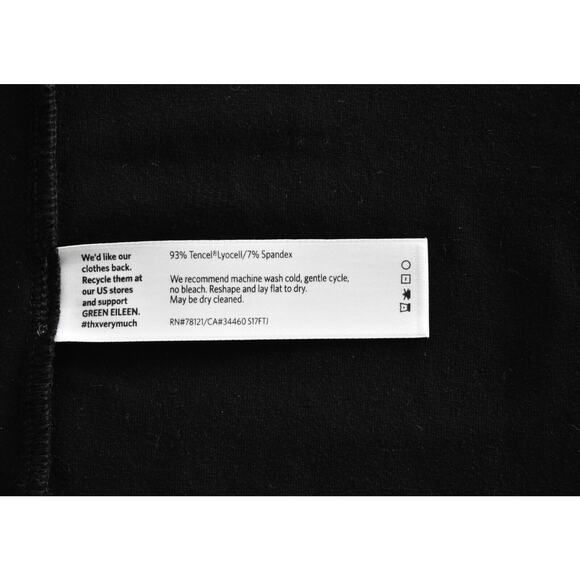 We'd like our
clothes back.
Recycle them at
our US stores
and support
GREEN EILEEN.
#thxverymuch
93% Tencel®Lyocell/7% Spandex
We recommend machine wash cold, gentle cycle,
no bleach. Reshape and lay flat to dry.
May be dry cleaned.
RN#78121/CA#34460 S17FTJ